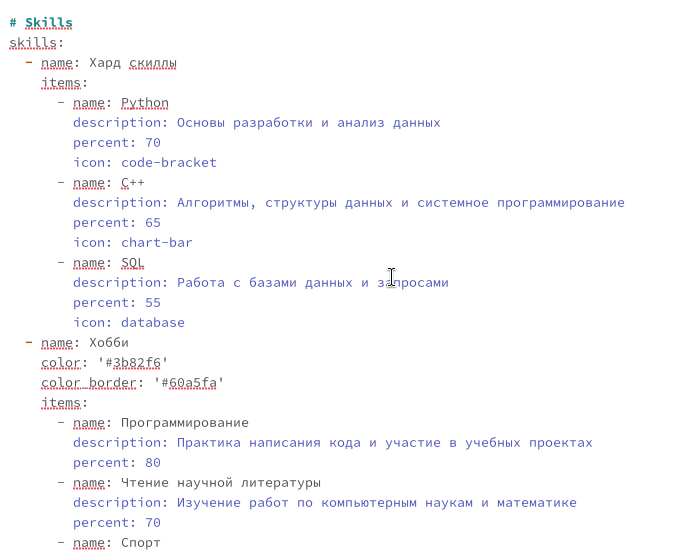 # Skills
skills:
- name: Хард скиллы
items:
- name: Python
description: Основы разработки и анализ данных
percent: 70
icon: code-bracket
- name: C++
description: Алгоритмы, структуры данных и системное программирование
percent: 65
icon: chart-bar
- name: SQL
description: Работа с базами данных и запросами
percent: 55
icon: database
- name: Хобби
color: '#3b82f6'
color_border: '#60a5fa'
items:
- name: Программирование
description: Практика написания кода и участие в учебных проектах
percent: 80
- name: Чтение научной литературы
description: Изучение работ по компьютерным наукам и математике
percent: 70
- name: Спорт